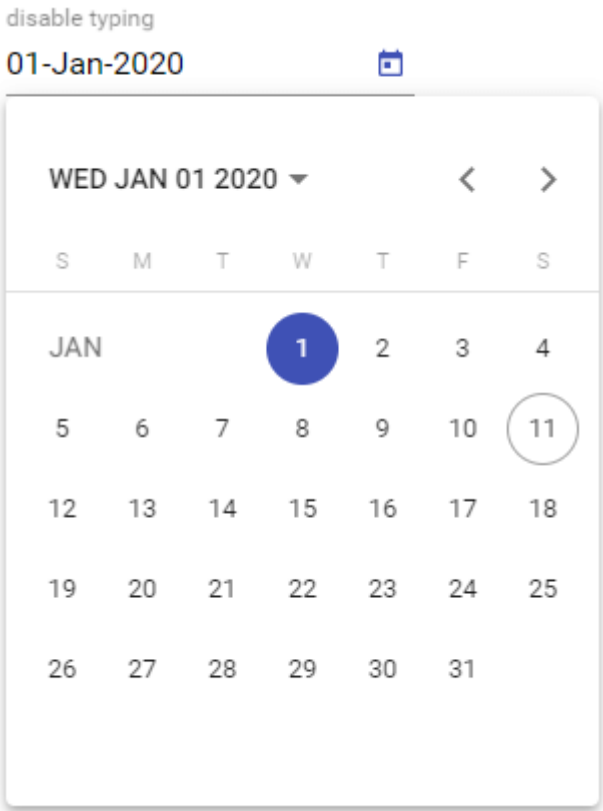 disable typing
01-Jan-2020
WED JAN 01 2020
S M T W T F S
JAN 1 2 3 4
5 6 7 8 9 10 11
12 13 14 15 16 17 18
19 20 21 22 23 24 25
26 27 28 29 30 31